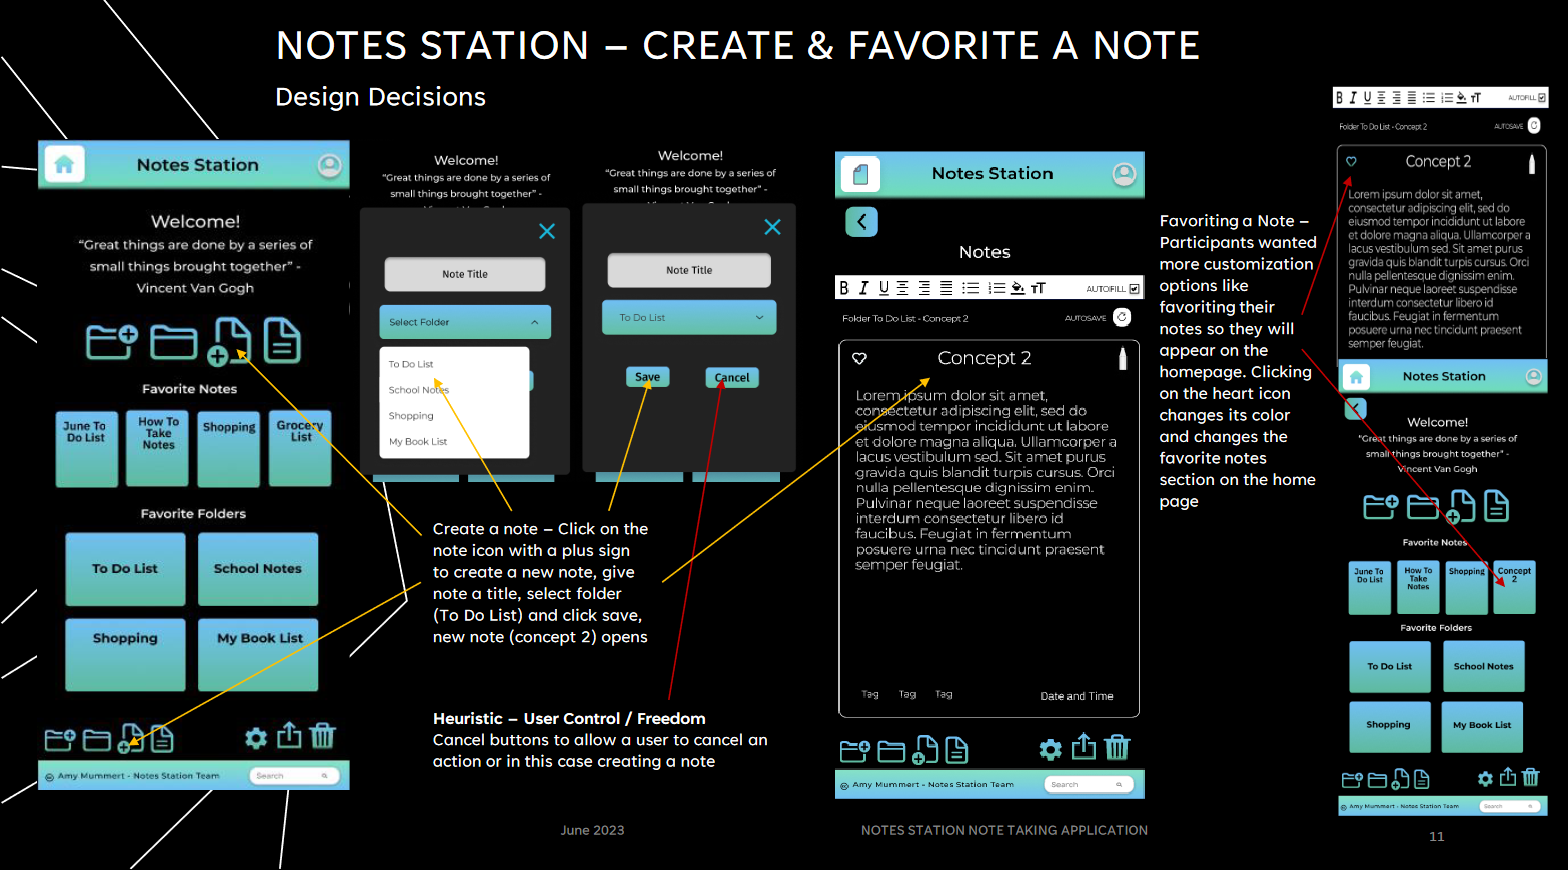 NOTES STATION – CREATE & FAVORITE A NOTE
Design Decisions
Notes Station
Welcome!
“Great things are done by a series of
small things brought together” -
Vincent Van Gogh
Favorite Notes
June To
Do List
How To
Take
Notes
Shopping
Grocery
List
Favorite Folders
To Do List
School Notes
Shopping
My Book List
© Amy Mummert - Notes Station Team
Search
Welcome!
“Great things are done by a series of
small things brought together” -
Note Title
Select Folder
To Do List
School Notes
Shopping
My Book List
Welcome!
“Great things are done by a series of
small things brought together” -
Note Title
To Do List
Save
Cancel
Create a note – Click on the
note icon with a plus sign
to create a new note, give
note a title, select folder
(To Do List) and click save,
new note (concept 2) opens
Heuristic – User Control / Freedom
Cancel buttons to allow a user to cancel an
action or in this case creating a note
Notes Station
Notes
B I U TT AUTOFILL
Folder To Do List - Concept 2
AUTOSAVE
Concept 2
Lorem ipsum dolor sit amet,
consectetur adipiscing elit, sed do
eiusmod tempor incididunt ut labore
et dolore magna aliqua. Ullamcorper a
lacus vestibulum sed. Sit amet purus
gravida quis blandit turpis cursus. Orci
nulla pellentesque dignissim enim.
Pulvinar neque laoreet suspendisse
interdum consectetur libero id
faucibus. Feugiat in fermentum
posuere urna nec tincidunt praesent
semper feugiat.
Tag Tag Tag
Date and Time
© Amy Mummert - Notes Station Team
Search
Favoriting a Note –
Participants wanted
more customization
options like
favoriting their
notes so they will
appear on the
homepage. Clicking
on the heart icon
changes its color
and changes the
favorite notes
section on the home
page
B I U TT AUTOFILL
Folder To Do List - Concept 2
AUTOSAVE
Concept 2
Lorem ipsum dolor sit amet,
consectetur adipiscing elit, sed do
eiusmod tempor incididunt ut labore
et dolore magna aliqua. Ullamcorper a
lacus vestibulum sed. Sit amet purus
gravida quis blandit turpis cursus. Orci
nulla pellentesque dignissim enim.
Pulvinar neque laoreet suspendisse
interdum consectetur libero id
faucibus. Feugiat in fermentum
posuere urna nec tincidunt praesent
semper feugiat.
Notes Station
Welcome!
“Great things are done by a series of
small things brought together” -
Vincent Van Gogh
Favorite Notes
June To
Do List
How To
Take
Notes
Shopping
Concept
2
Favorite Folders
To Do List
School Notes
Shopping
My Book List
© Amy Mummert - Notes Station Team
Search
June 2023
NOTES STATION NOTE TAKING APPLICATION
11